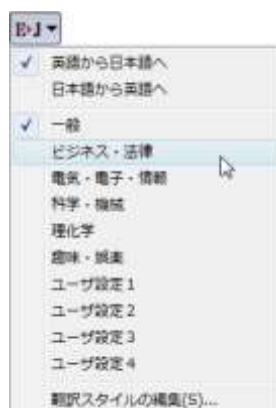 E›J
英語から日本語へ
日本語から英語へ
一般
ビジネス・法律
電気・電子・情報
科学・機械
理化学
趣味・娯楽
ユーザ設定1
ユーザ設定2
ユーザ設定3
ユーザ設定4
翻訳スタイルの編集(S)...